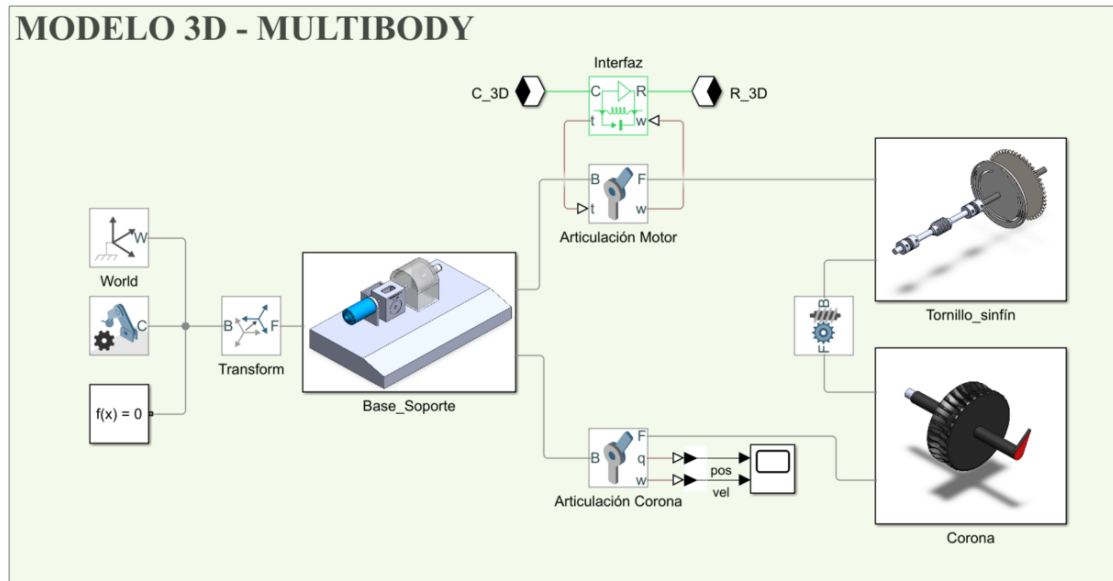 MODELO 3D - MULTIBODY
Interfaz
C_3D
C
R
R_3D
t
w
B
F
t
w
Articulación Motor
W
World
C
B
F
Transform
f(x) = 0
Base_Soporte
Tornillo_sinfín
B
F
Corona
B
F
q
w
pos
vel
Articulación Corona